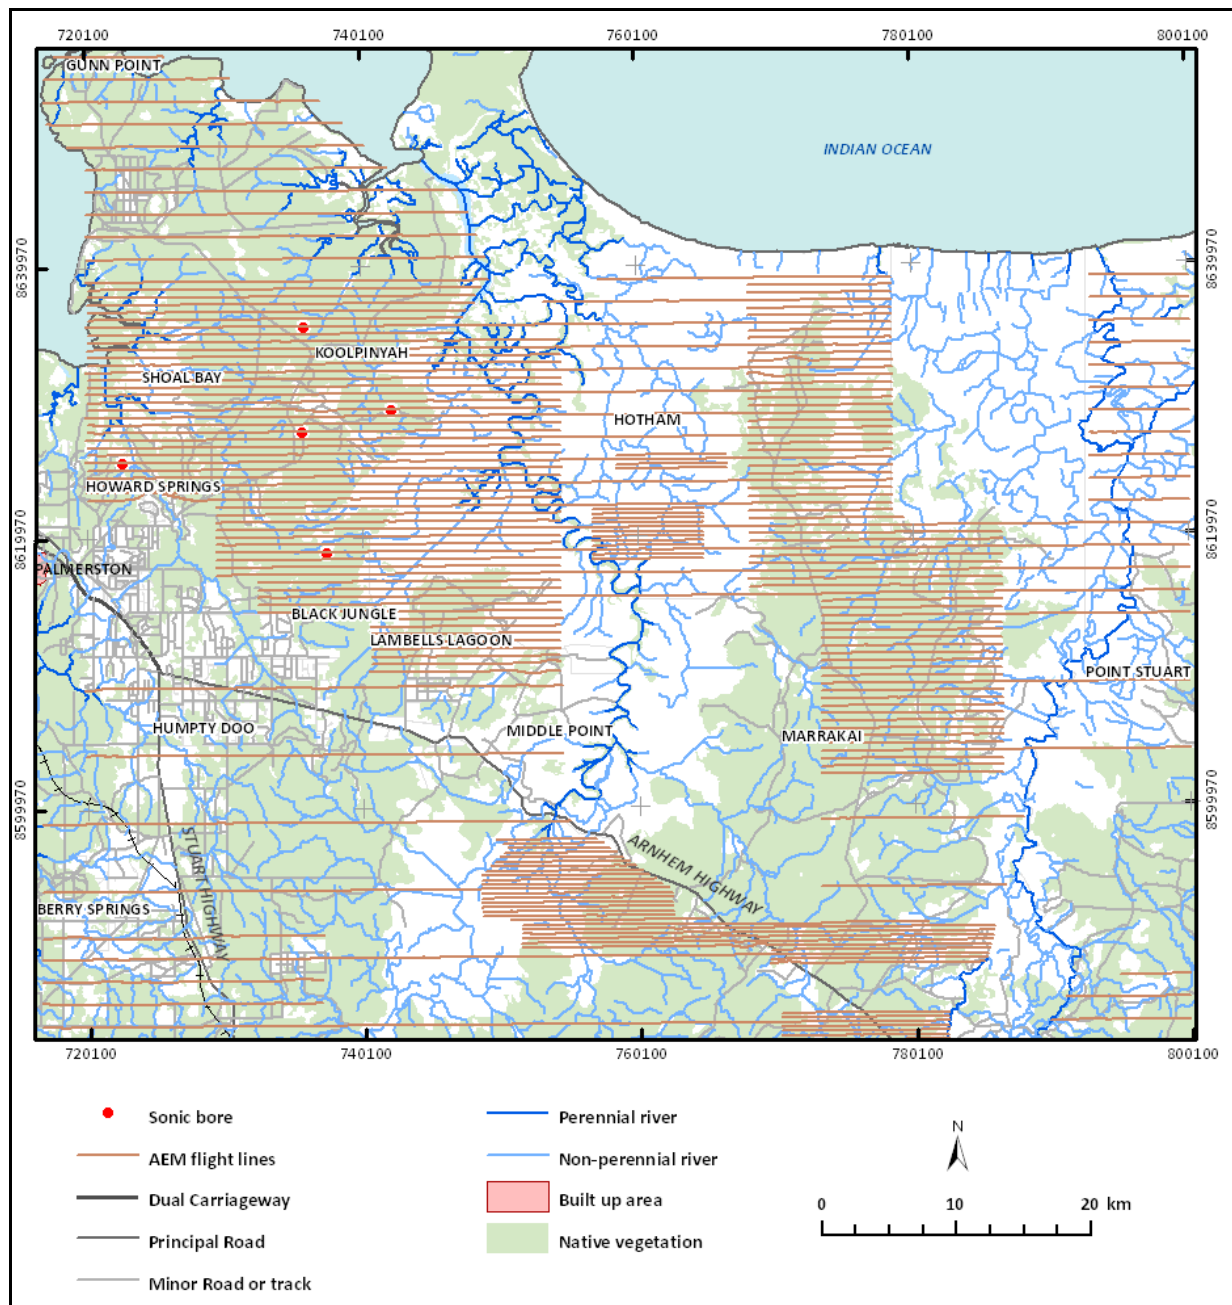 720100 740100 760100 780100 800100
GUNN POINT
INDIAN OCEAN
8639970 8639970
KOOLPINYAH
SHOAL BAY
HOTHAM
HOWARD SPRINGS
8619970 8619970
PALMERSTON
BLACK JUNGLE
LAMBELLS LAGOON
POINT STUART
HUMPTY DOO MIDDLE POINT MARRAKAI
8599970 8599970
STUART HIGHWAY
ARNHEM HIGHWAY
BERRY SPRINGS
720100 740100 760100 780100 800100
Sonic bore
AEM flight lines
Dual Carriageway
Principal Road
Minor Road or track
Perennial river
Non-perennial river
Built up area
Native vegetation
N
0 10 20 km